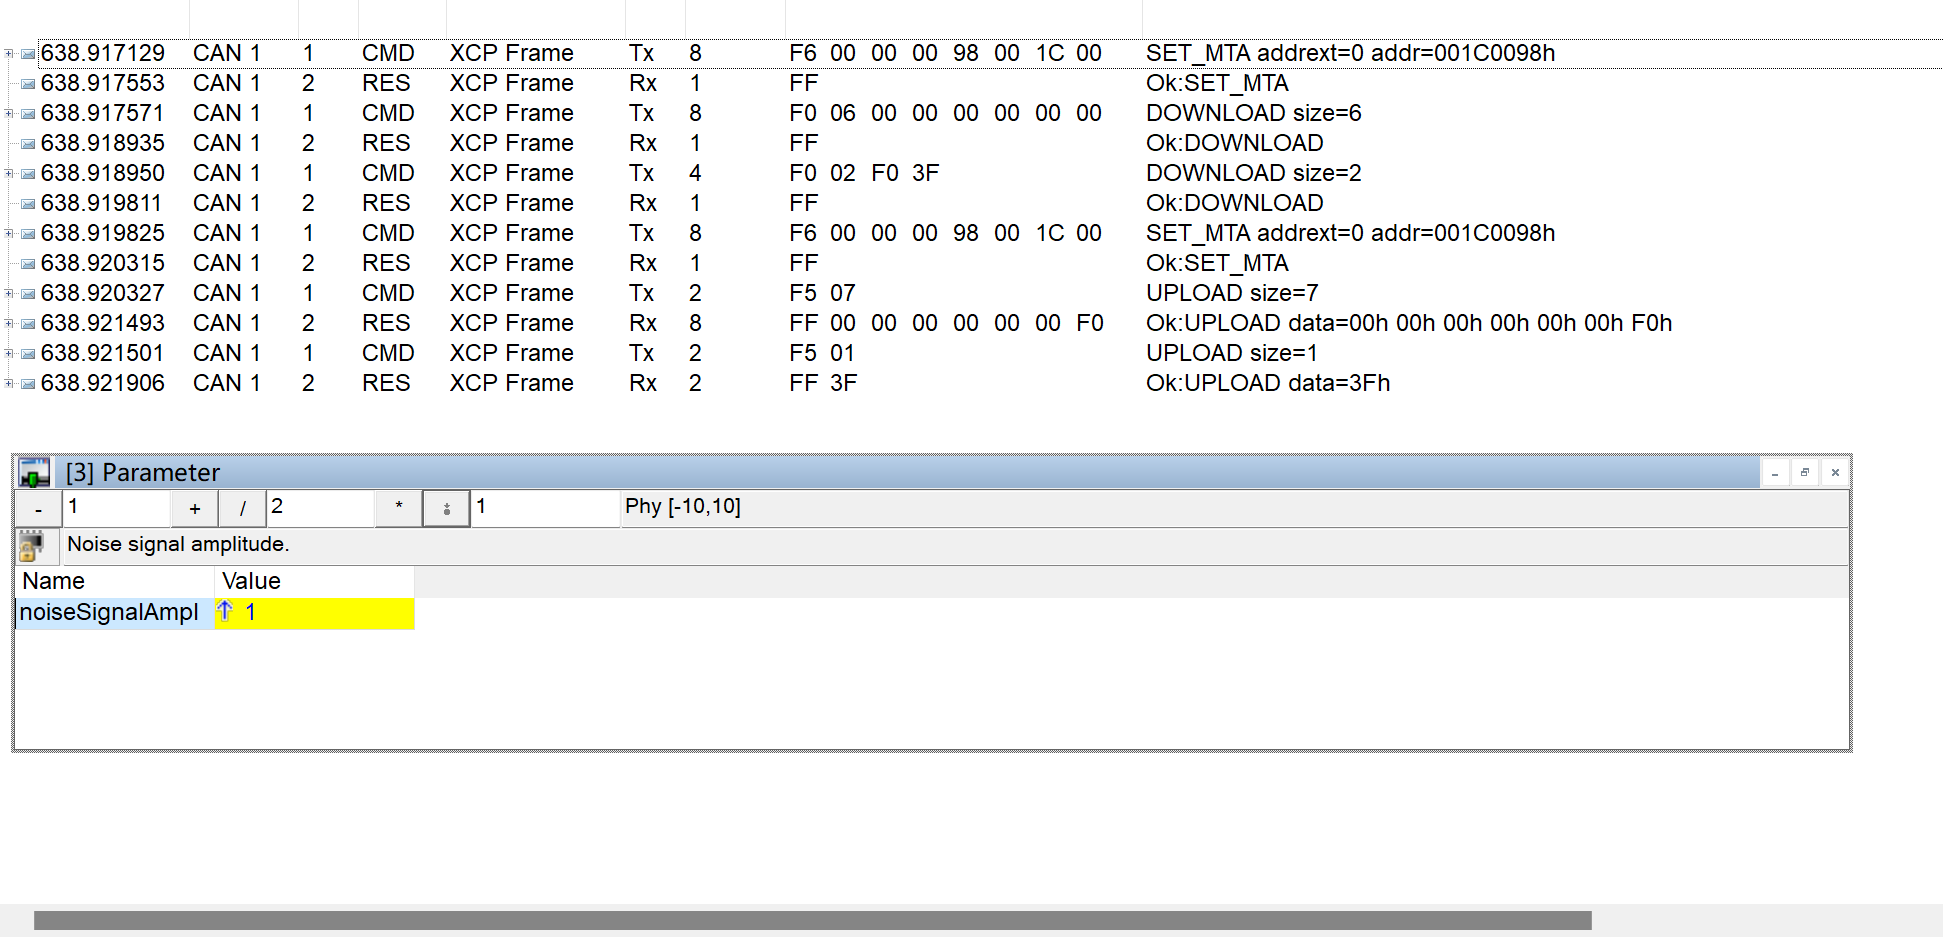 638.917129 CAN 1 1 CMD XCP Frame Tx 8 F6 00 00 00 98 00 1C 00 SET_MTA addrext=0 addr=001C0098h
638.917553 CAN 1 2 RES XCP Frame Rx 1 FF Ok:SET_MTA
638.917571 CAN 1 1 CMD XCP Frame Tx 8 F0 06 00 00 00 00 00 00 DOWNLOAD size=6
638.918935 CAN 1 2 RES XCP Frame Rx 1 FF Ok:DOWNLOAD
638.918950 CAN 1 1 CMD XCP Frame Tx 4 F0 02 F0 3F DOWNLOAD size=2
638.919811 CAN 1 2 RES XCP Frame Rx 1 FF Ok:DOWNLOAD
638.919825 CAN 1 1 CMD XCP Frame Tx 8 F6 00 00 00 98 00 1C 00 SET_MTA addrext=0 addr=001C0098h
638.920315 CAN 1 2 RES XCP Frame Rx 1 FF Ok:SET_MTA
638.920327 CAN 1 1 CMD XCP Frame Tx 2 F5 07 UPLOAD size=7
638.921493 CAN 1 2 RES XCP Frame Rx 8 FF 00 00 00 00 00 00 F0 Ok:UPLOAD data=00h 00h 00h 00h 00h 00h F0h
638.921501 CAN 1 1 CMD XCP Frame Tx 2 F5 01 UPLOAD size=1
638.921906 CAN 1 2 RES XCP Frame Rx 2 FF 3F Ok:UPLOAD data=3Fh
[3] Parameter
- 1 + / 2 * 1 Phy [-10,10]
Noise signal amplitude.
Name Value
noiseSignalAmpl 1